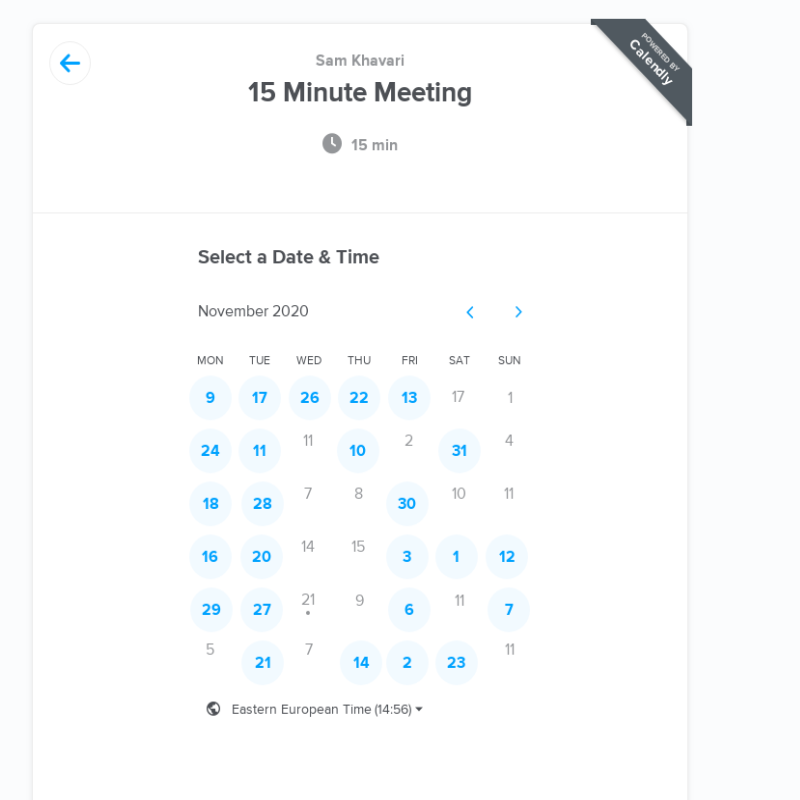 POWERED BY
Calendly
Sam Khavari
15 Minute Meeting
15 min
Select a Date & Time
November 2020
MON TUE WED THU FRI SAT SUN
9 17 26 22 13 17 1
24 11 11 10 2 31 4
18 28 7 8 30 10 11
16 20 14 15 3 1 12
29 27 21 9 6 11 7
5 21 7 14 2 23 11
Eastern European Time (14:56)